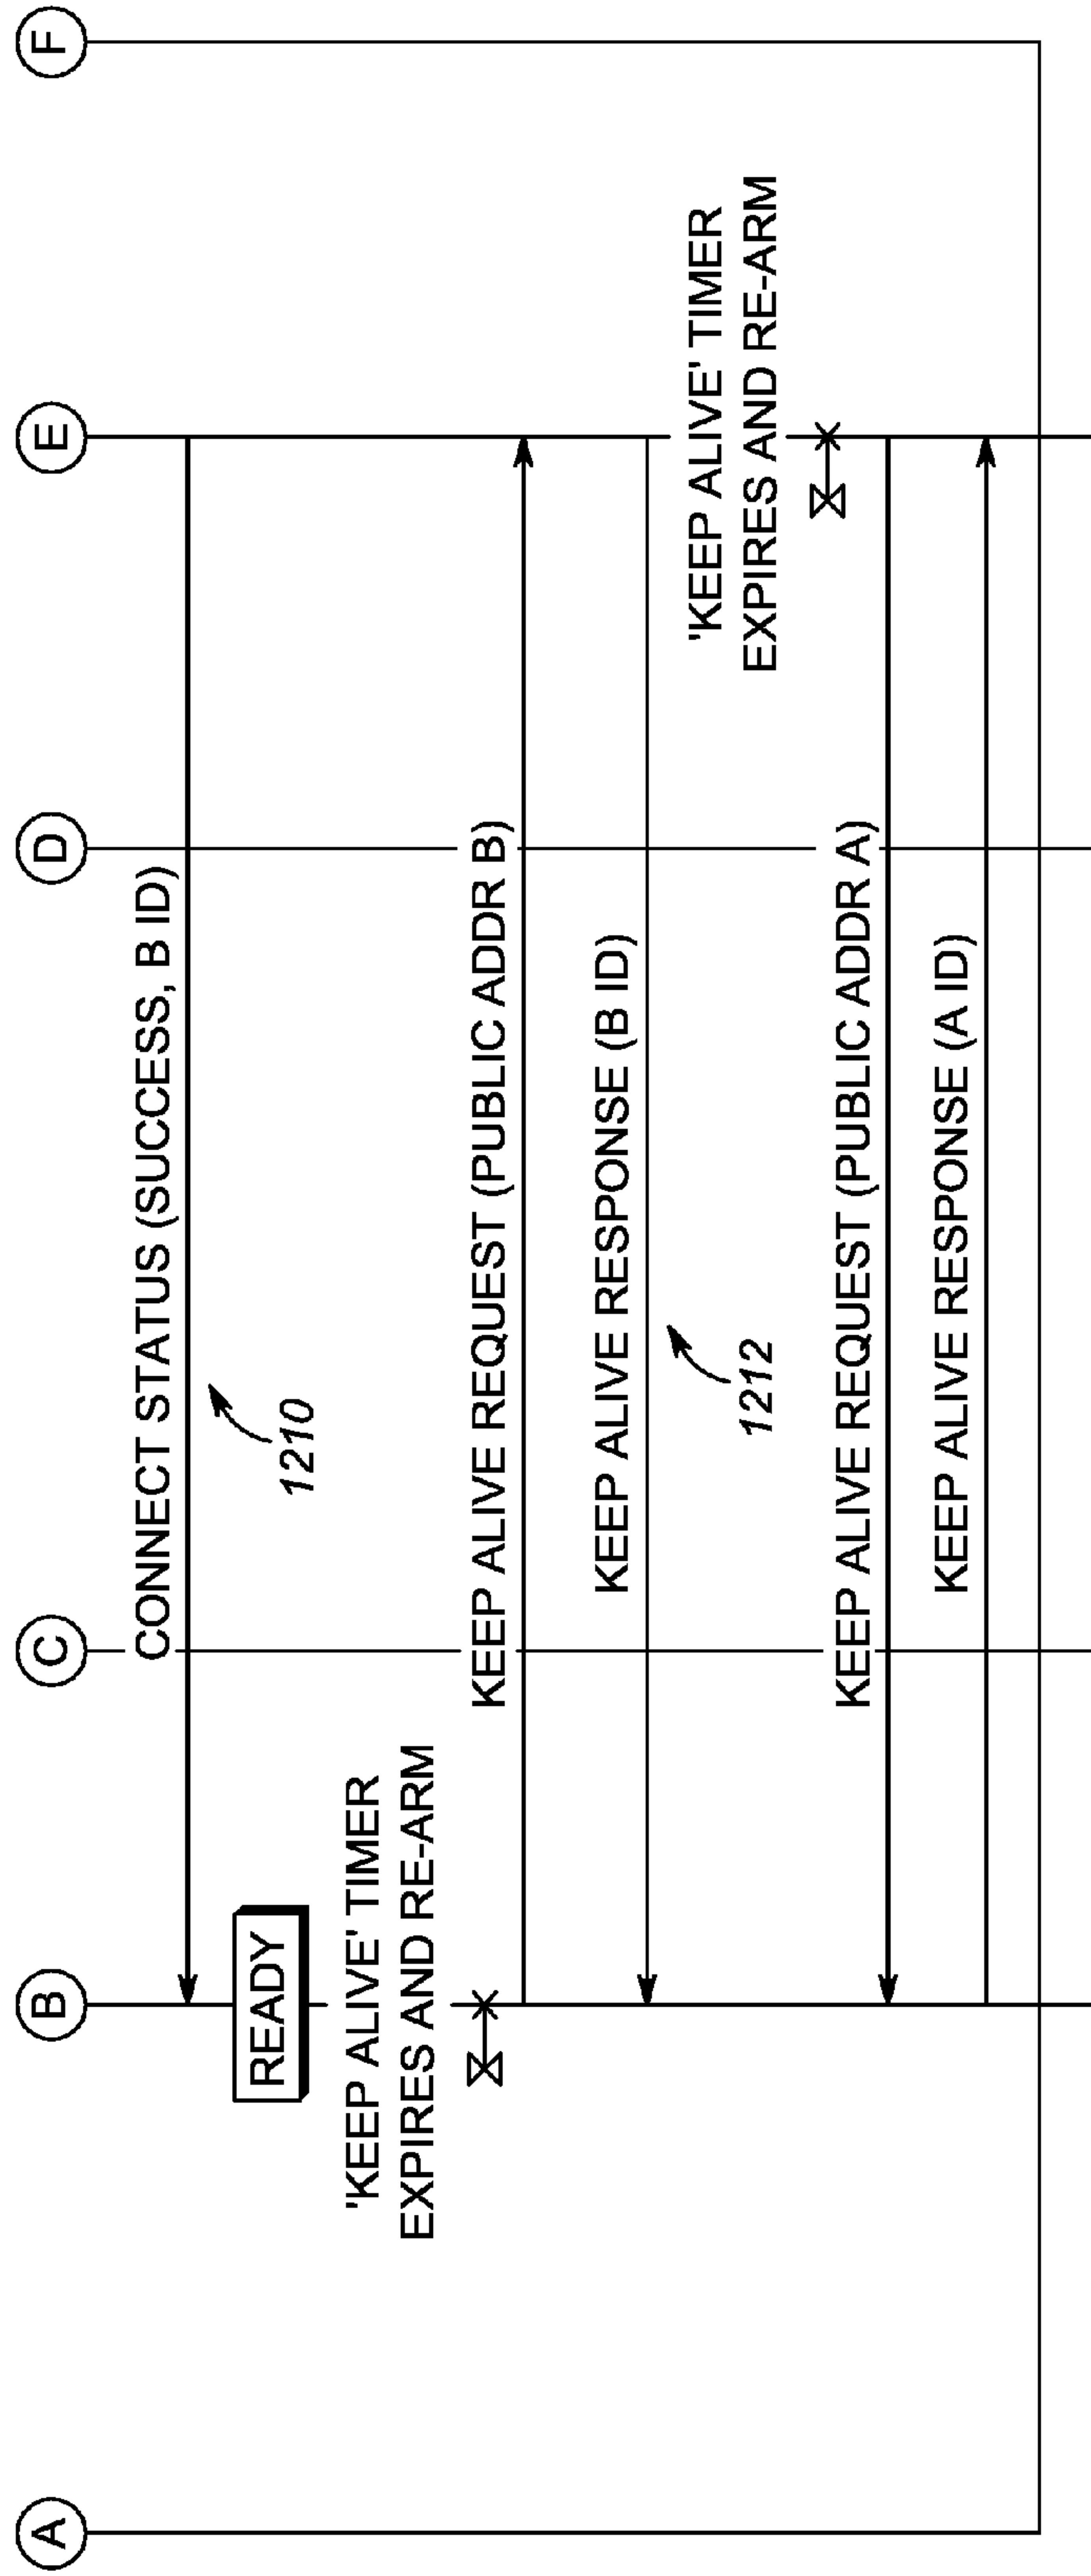 A
B
C
D
E
F
CONNECT STATUS (SUCCESS, B ID)
1210
READY
'KEEP ALIVE' TIMER
EXPIRES AND RE-ARM
KEEP ALIVE REQUEST (PUBLIC ADDR B)
KEEP ALIVE RESPONSE (B ID)
1212
'KEEP ALIVE' TIMER
EXPIRES AND RE-ARM
KEEP ALIVE REQUEST (PUBLIC ADDR A)
KEEP ALIVE RESPONSE (A ID)